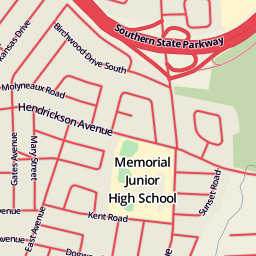 Southern State Parkway
Birchwood Drive South
Molyneaux Road
Hendrickson Avenue
Gates Avenue
Marv Street
Memorial
Junior
High School
Sunset Road
Kent Road
East Avenue